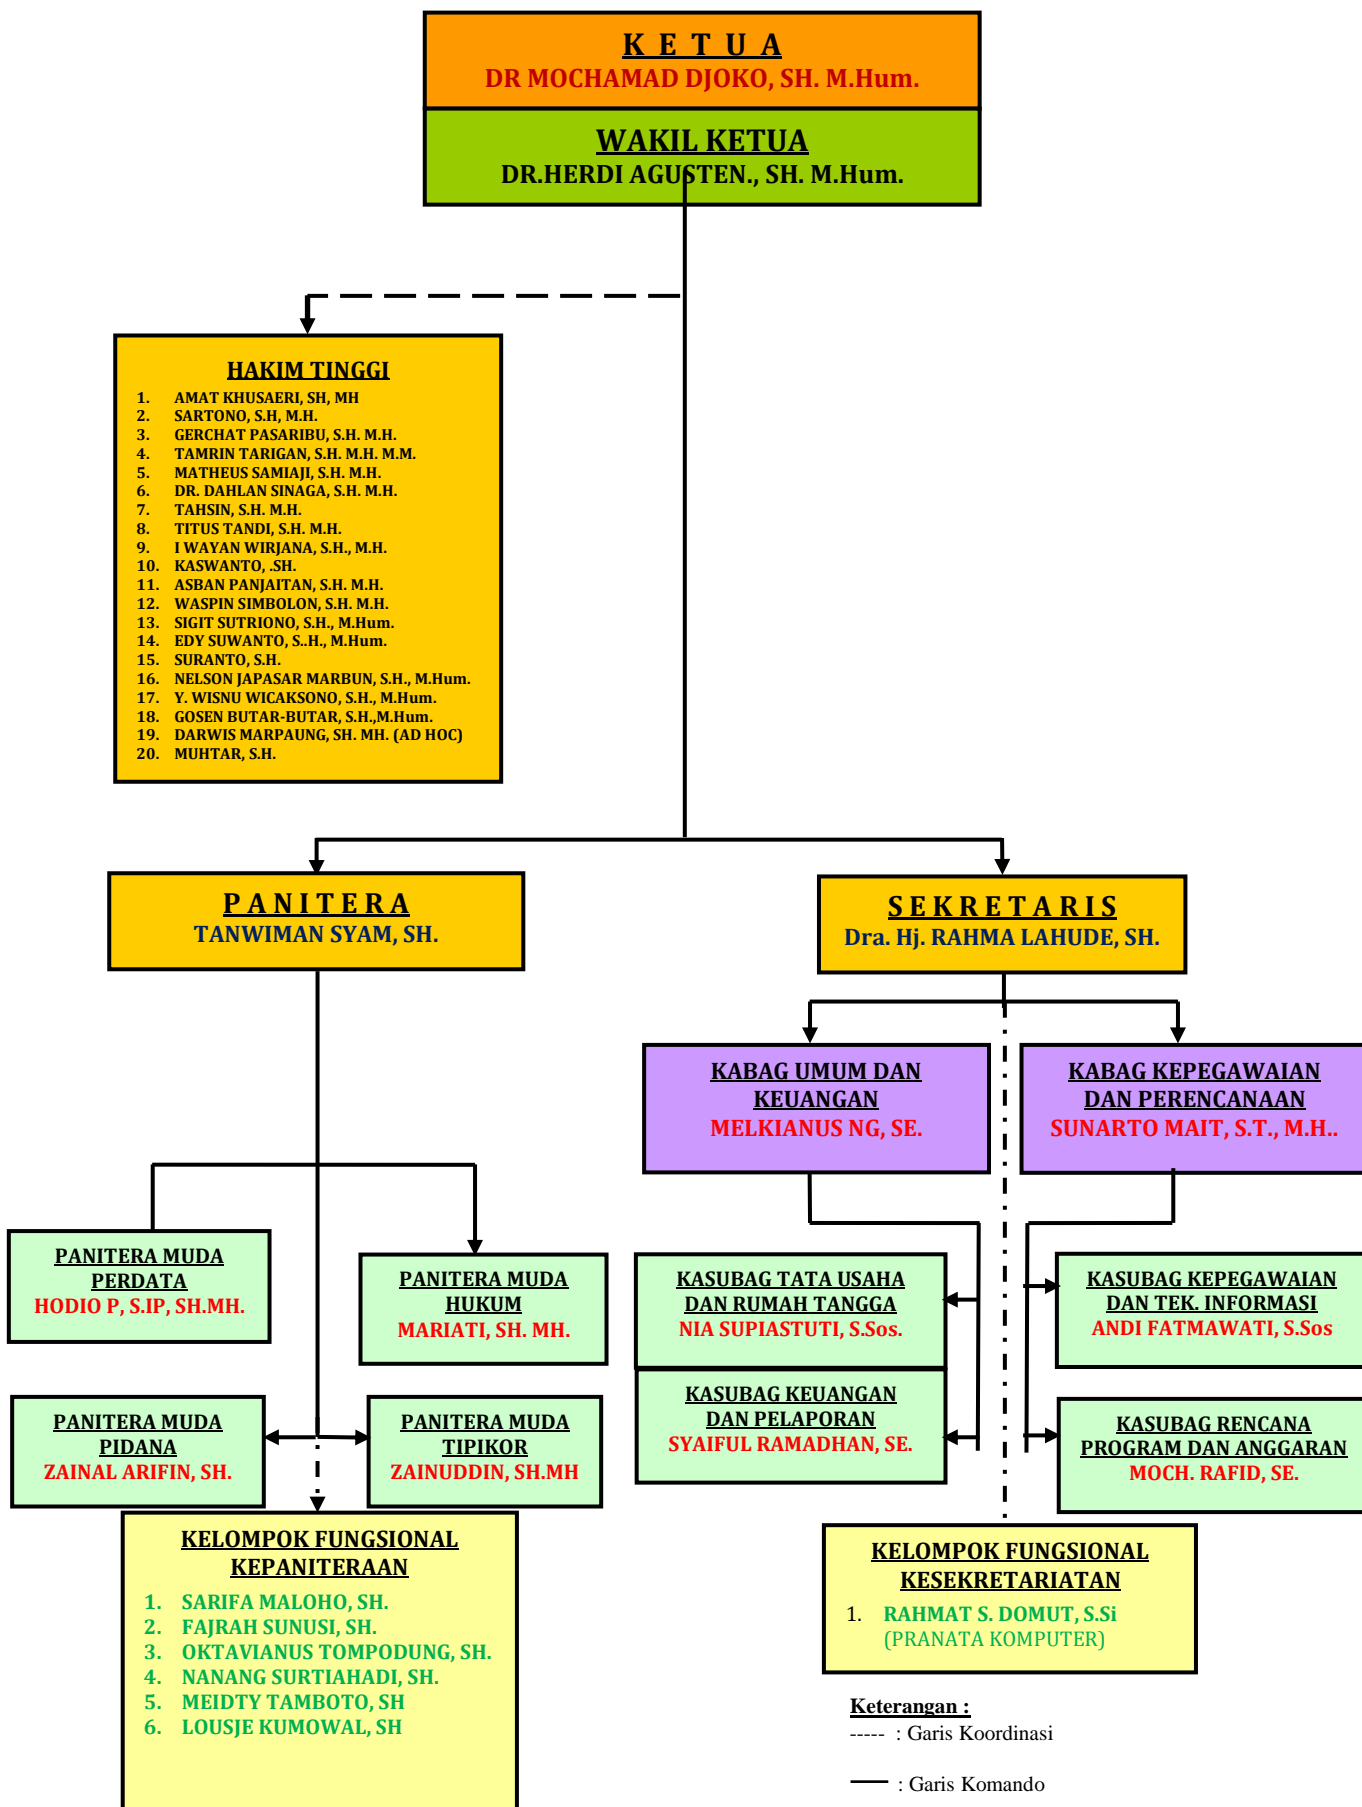 K E T U A
DR MOCHAMAD DJOKO, SH. M.Hum.
WAKIL KETUA
DR.HERDI AGUSTEN., SH. M.Hum.
HAKIM TINGGI
1. AMAT KHUSAERI, SH, MH
2. SARTONO, S.H, M.H.
3. GERCHAT PASARIBU, S.H. M.H.
4. TAMRIN TARIGAN, S.H. M.H. M.M.
5. MATHEUS SAMIAJI, S.H. M.H.
6. DR. DAHLAN SINAGA, S.H. M.H.
7. TAHSIN, S.H. M.H.
8. TITUS TANDI, S.H. M.H.
9. I WAYAN WIRJANA, S.H., M.H.
10. KASWANTO, .SH.
11. ASBAN PANJAITAN, S.H. M.H.
12. WASPIN SIMBOLON, S.H. M.H.
13. SIGIT SUTRIONO, S.H., M.Hum.
14. EDY SUWANTO, S..H., M.Hum.
15. SURANTO, S.H.
16. NELSON JAPASAR MARBUN, S.H., M.Hum.
17. Y. WISNU WICAKSONO, S.H., M.Hum.
18. GOSEN BUTAR-BUTAR, S.H.,M.Hum.
19. DARWIS MARPAUNG, SH. MH. (AD HOC)
20. MUHTAR, S.H.
P A N I T E R A
TANWIMAN SYAM, SH.
S E K R E T A R I S
Dra. Hj. RAHMA LAHUDE, SH.
KABAG UMUM DAN
KEUANGAN
MELKIANUS NG, SE.
KABAG KEPEGAWAIAN
DAN PERENCANAAN
SUNARTO MAIT, S.T., M.H..
PANITERA MUDA
PERDATA
HODIO P, S.IP, SH.MH.
PANITERA MUDA
HUKUM
MARIATI, SH. MH.
KASUBAG TATA USAHA
DAN RUMAH TANGGA
NIA SUPIASTUTI, S.Sos.
KASUBAG KEPEGAWAIAN
DAN TEK. INFORMASI
ANDI FATMAWATI, S.Sos
PANITERA MUDA
PIDANA
ZAINAL ARIFIN, SH.
PANITERA MUDA
TIPIKOR
ZAINUDDIN, SH.MH
KASUBAG KEUANGAN
DAN PELAPORAN
SYAIFUL RAMADHAN, SE.
KASUBAG RENCANA
PROGRAM DAN ANGGARAN
MOCH. RAFID, SE.
KELOMPOK FUNGSIONAL
KEPANITERAAN
1. SARIFA MALOHO, SH.
2. FAJRAH SUNUSI, SH.
3. OKTAVIANUS TOMPODUNG, SH.
4. NANANG SURTIAHADI, SH.
5. MEIDTY TAMBOTO, SH
6. LOUSJE KUMOWAL, SH
KELOMPOK FUNGSIONAL
KESEKRETARIATAN
1. RAHMAT S. DOMUT, S.Si
(PRANATA KOMPUTER)
Keterangan :
----- : Garis Koordinasi
: Garis Komando